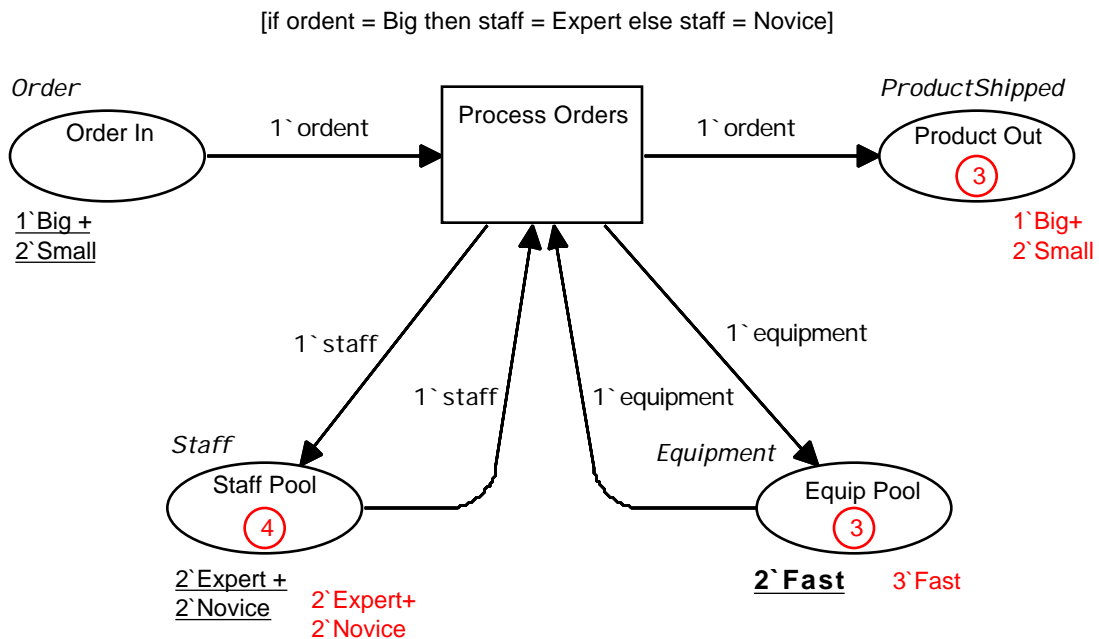 [if ordent = Big then staff = Expert else staff = Novice]
Order
Order In
1`Big +
2`Small
1`ordent
Process Orders
1`ordent
ProductShipped
Product Out
3
1`Big+
2`Small
1`staff
1`staff
1`equipment
1`equipment
Staff
Staff Pool
4
2`Expert +
2`Novice
2`Expert+
2`Novice
Equipment
Equip Pool
3
2`Fast
3`Fast